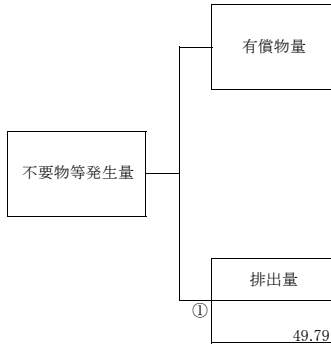 有償物量
不要物等発生量
排出量
①
49.79